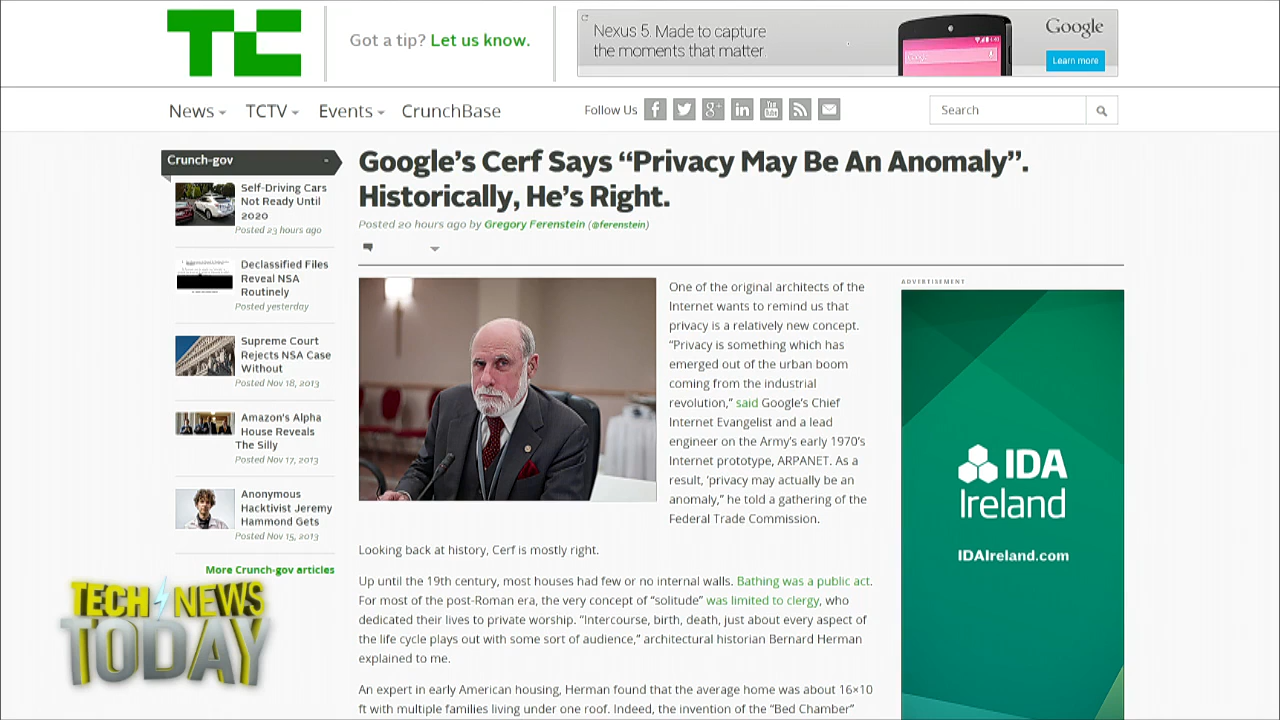 TC
Got a tip? Let us know.
Nexus 5. Made to capture
the moments that matter.
Google
Learn more
News
TCTV
Events
CrunchBase
Follow Us
Search
Crunch-gov
Self-Driving Cars
Not Ready Until
2020
Posted 23 hours ago
Declassified Files
Reveal NSA
Routinely
Posted yesterday
Supreme Court
Rejects NSA Case
Without
Posted Nov 18, 2013
Amazon's Alpha
House Reveals
The Silly
Posted Nov 17, 2013
Anonymous
Hacktivist Jeremy
Hammond Gets
Posted Nov 15, 2013
More Crunch-gov articles
Google's Cerf Says “Privacy May Be An Anomaly”.
Historically, He's Right.
Posted 20 hours ago by Gregory Ferenstein (@ferenstein)
One of the original architects of the
Internet wants to remind us that
privacy is a relatively new concept.
“Privacy is something which has
emerged out of the urban boom
coming from the industrial
revolution,” said Google's Chief
Internet Evangelist and a lead
engineer on the Army's early 1970's
Internet prototype, ARPANET. As a
result, ‘privacy may actually be an
anomaly,” he told a gathering of the
Federal Trade Commission.
Looking back at history, Cerf is mostly right.
Up until the 19th century, most houses had few or no internal walls. Bathing was a public act.
For most of the post-Roman era, the very concept of “solitude” was limited to clergy, who
dedicated their lives to private worship. “Intercourse, birth, death, just about every aspect of
the life cycle plays out with some sort of audience,” architectural historian Bernard Herman
explained to me.
An expert in early American housing, Herman found that the average home was about 16×10
ft with multiple families living under one roof. Indeed, the invention of the “Bed Chamber”
ADVERTISEMENT
IDA
Ireland
IDAIreland.com
TECH NEWS
TODAY